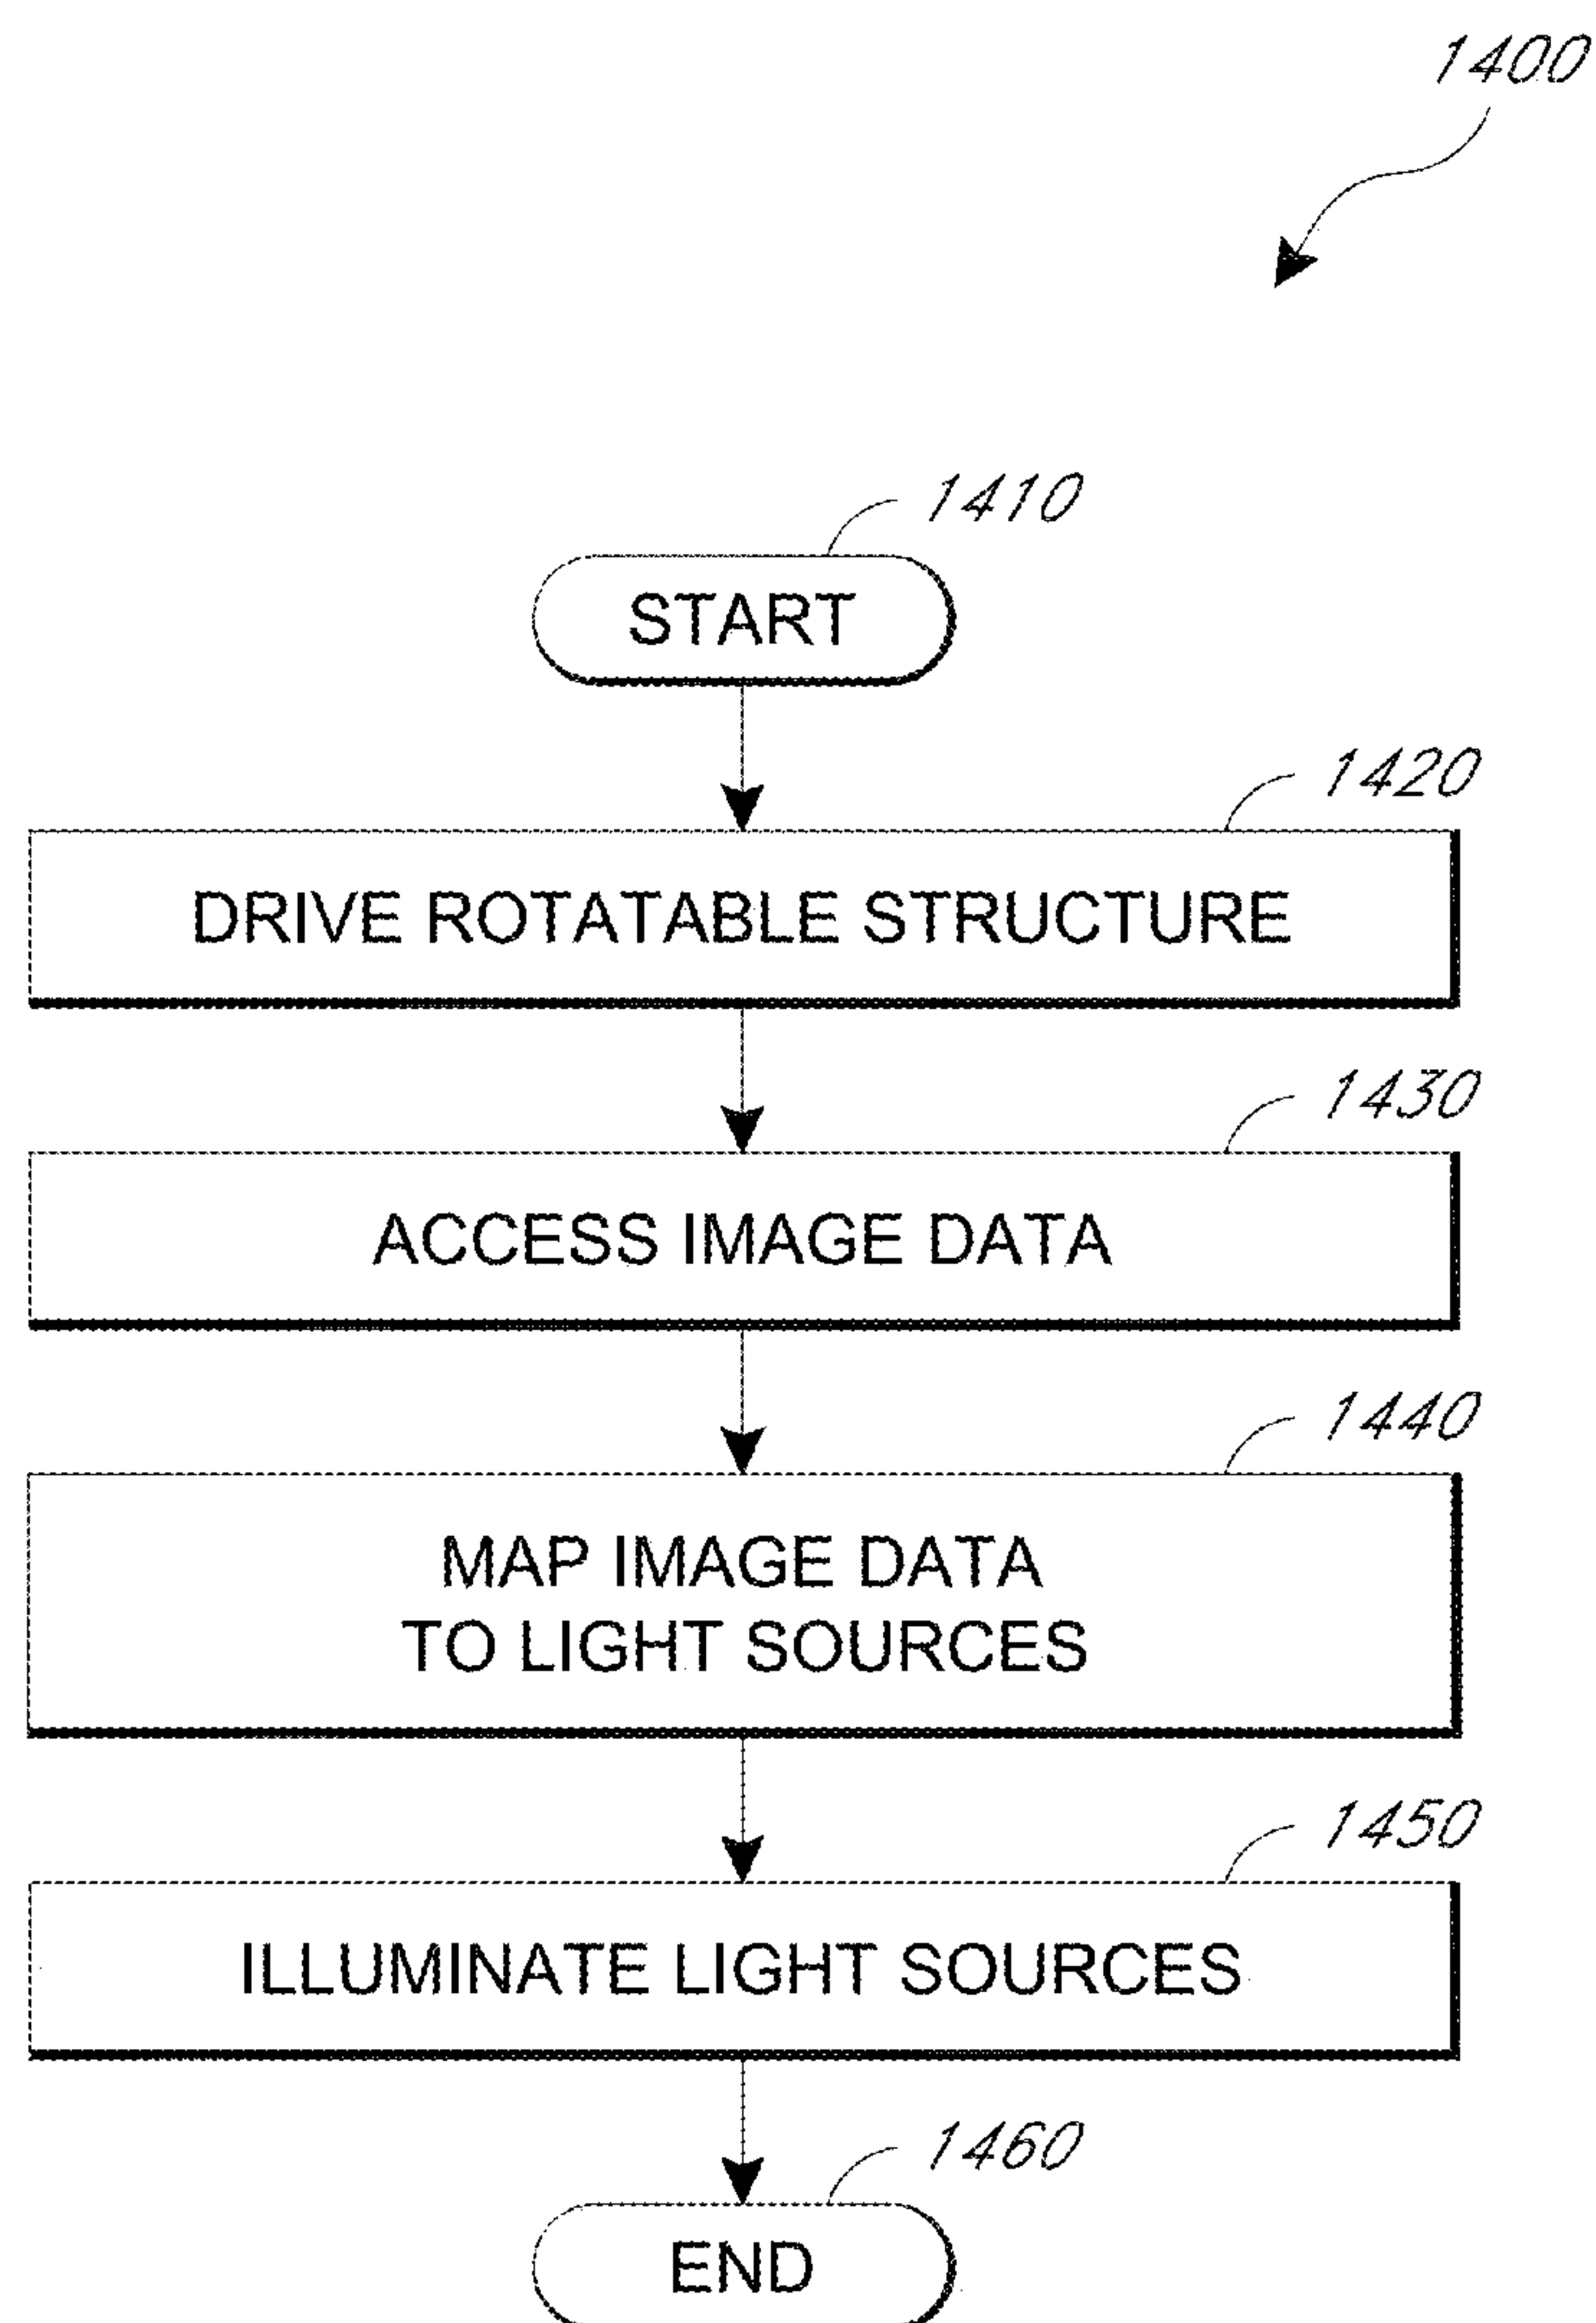 1400
1410
START
1420
DRIVE ROTATABLE STRUCTURE
1430
ACCESS IMAGE DATA
1440
MAP IMAGE DATA
TO LIGHT SOURCES
1450
ILLUMINATE LIGHT SOURCES
1460
END